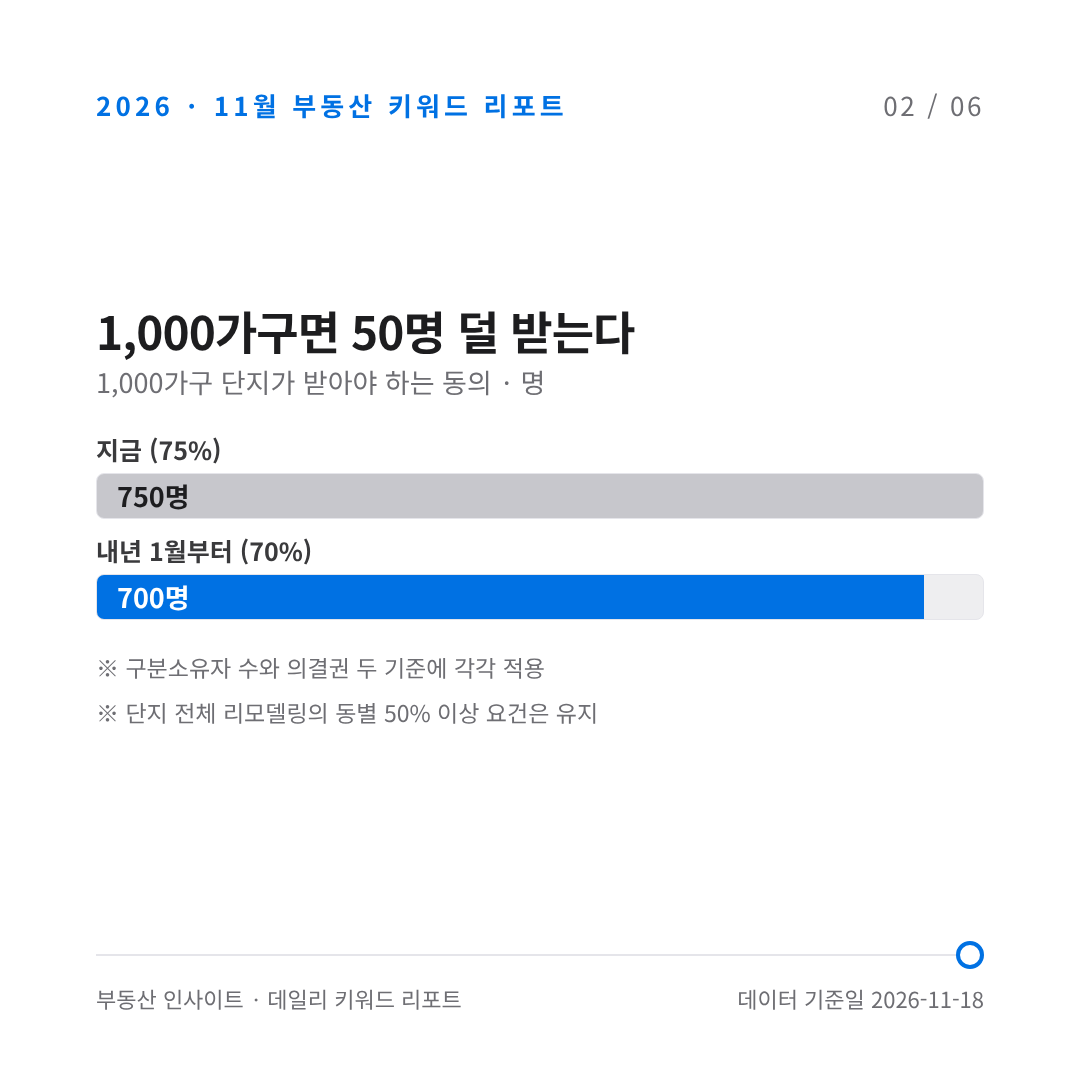 2026 · 11월 부동산 키워드 리포트
02 / 06
1,000가구면 50명 덜 받는다
1,000가구 단지가 받아야 하는 동의 · 명
지금 (75%)
750명
내년 1월부터 (70%)
700명
※ 구분소유자 수와 의결권 두 기준에 각각 적용
※ 단지 전체 리모델링의 동별 50% 이상 요건은 유지
부동산 인사이트 · 데일리 키워드 리포트
데이터 기준일 2026-11-18